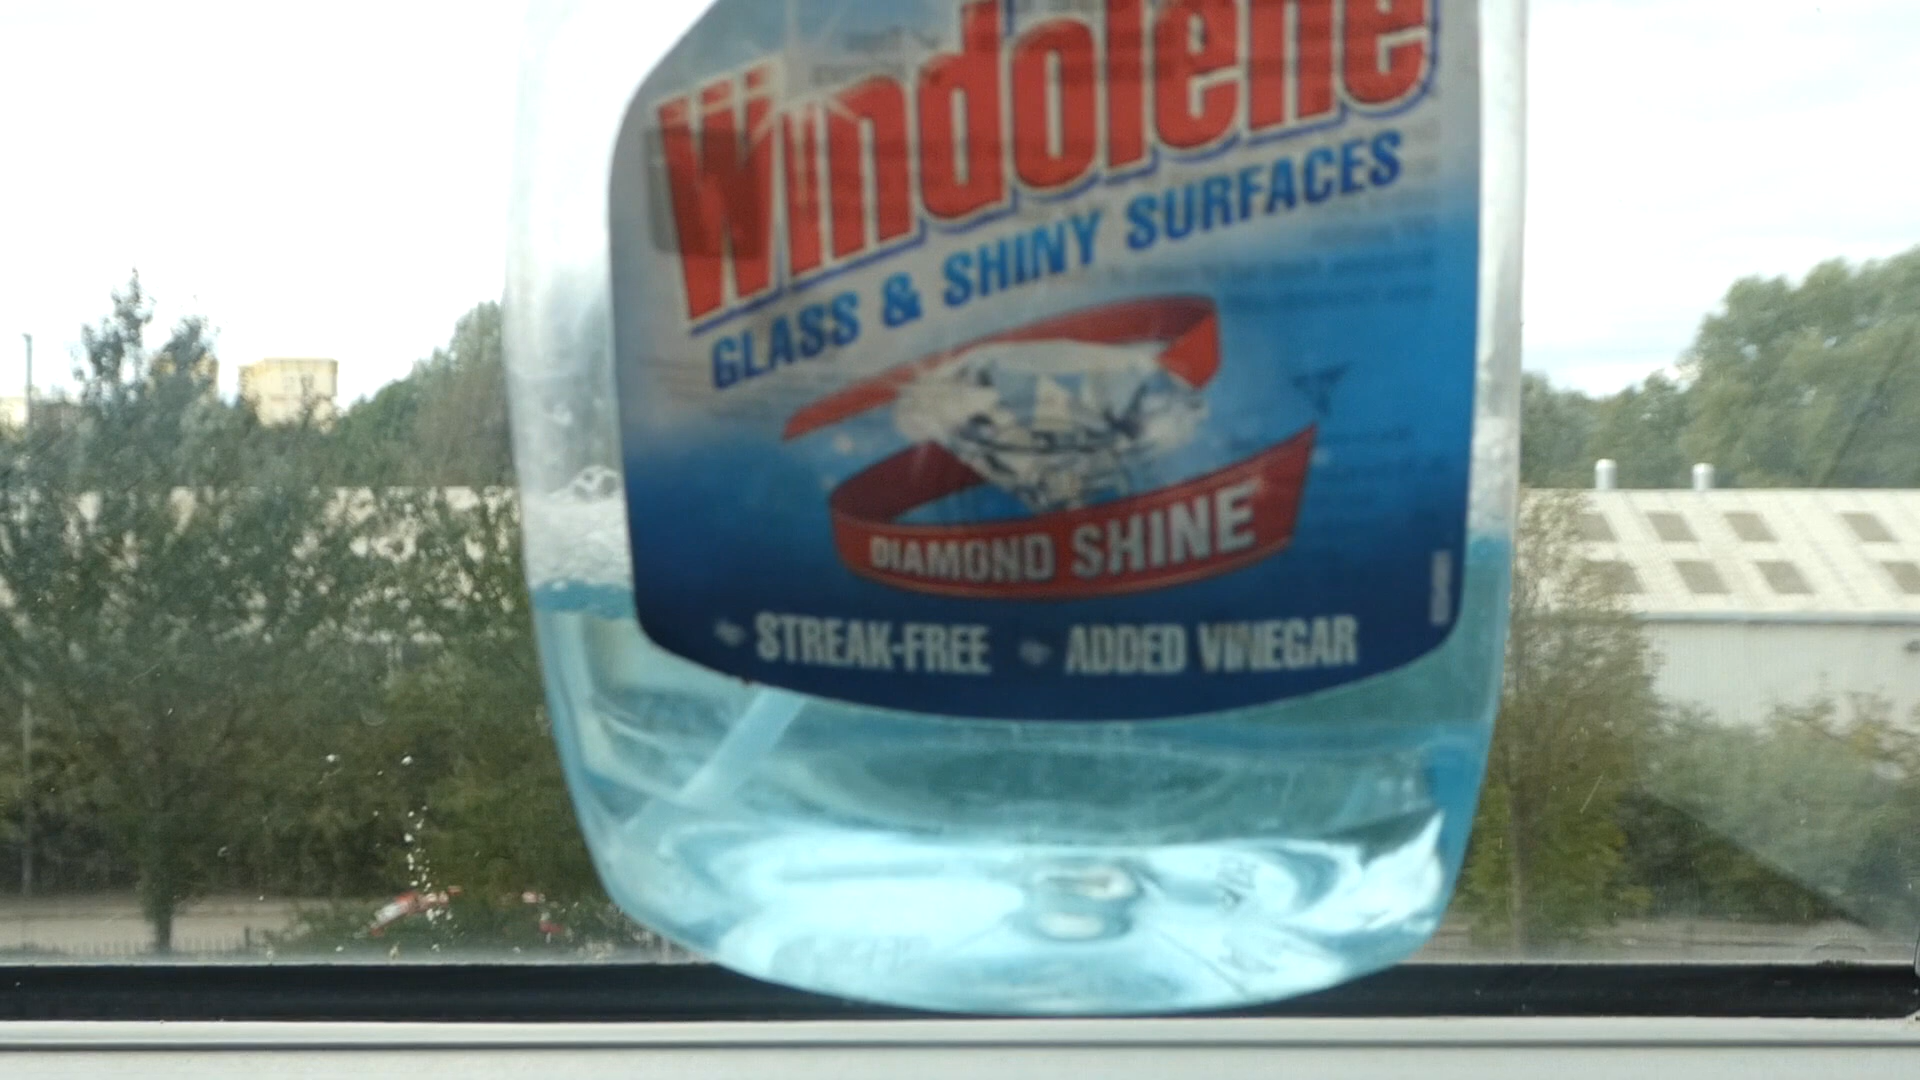 Windolene
GLASS & SHINY SURFACES
DIAMOND SHINE
STREAK-FREE ADDED VINEGAR